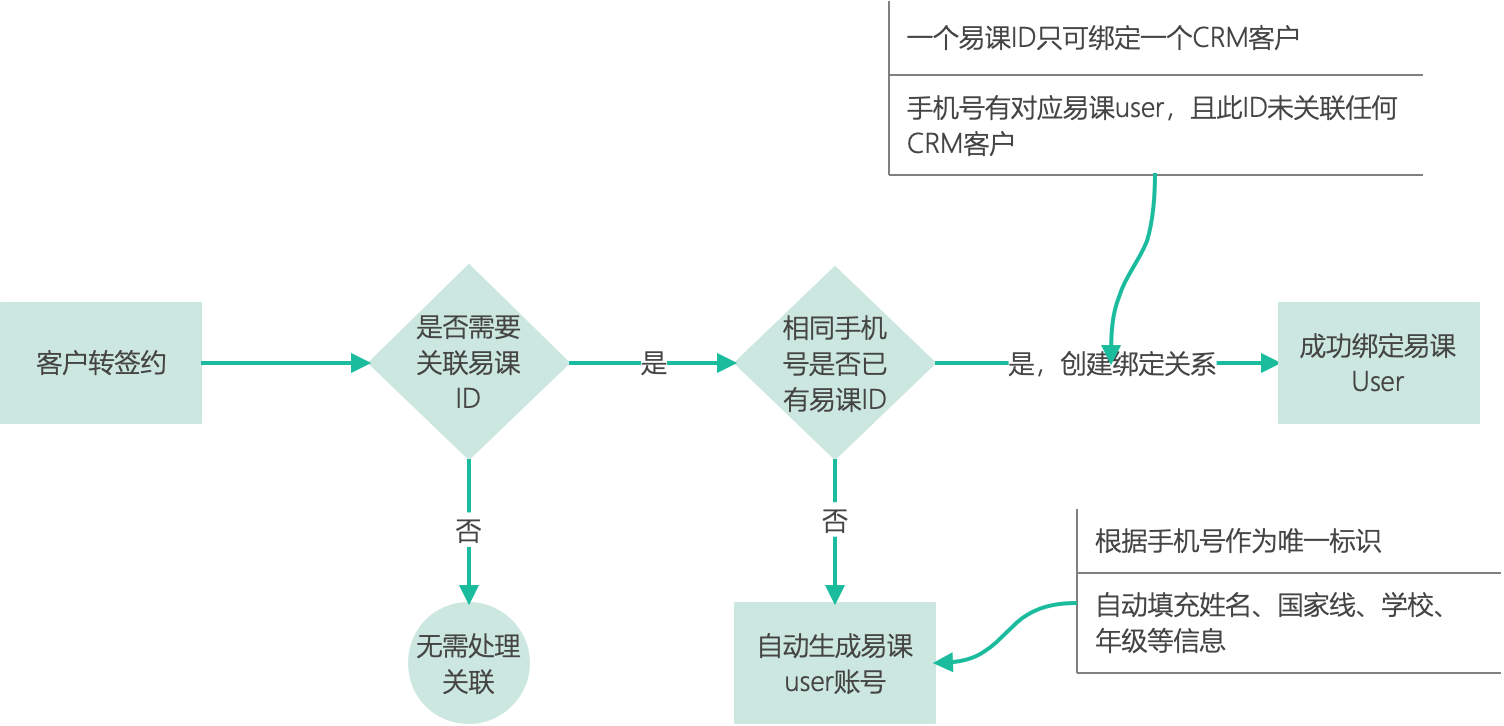 一个易课ID只可绑定一个CRM客户
手机号有对应易课user，且此ID未关联任何
CRM客户
客户转签约
是否需要
关联易课
ID
是
相同手机
号是否已
有易课ID
是，创建绑定关系
成功绑定易课
User
否
无需处理
关联
否
自动生成易课
user账号
根据手机号作为唯一标识
自动填充姓名、国家线、学校、
年级等信息